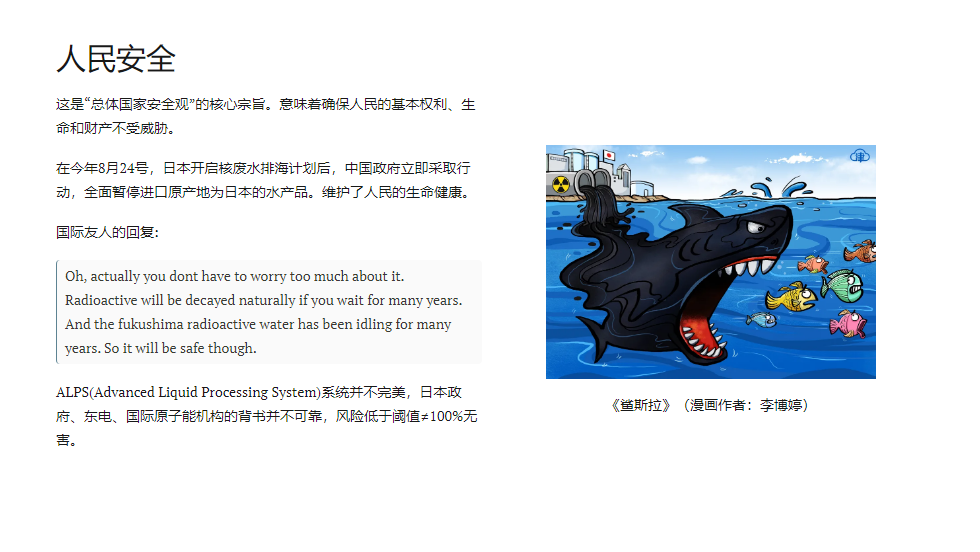 人民安全
这是“总体国家安全观”的核心宗旨。意味着确保人民的基本权利、生
命和财产不受威胁。
在今年8月24号，日本开启核废水排海计划后，中国政府立即采取行
动，全面暂停进口原产地为日本的水产品。维护了人民的生命健康。
国际友人的回复:
Oh, actually you dont have to worry too much about it.
Radioactive will be decayed naturally if you wait for many years.
And the fukushima radioactive water has been idling for many
years. So it will be safe though.
ALPS(Advanced Liquid Processing System)系统并不完美，日本政
府、东电、国际原子能机构的背书并不可靠，风险低于阈值≠100%无
害。
康
《鲨斯拉》（漫画作者：李博婷）